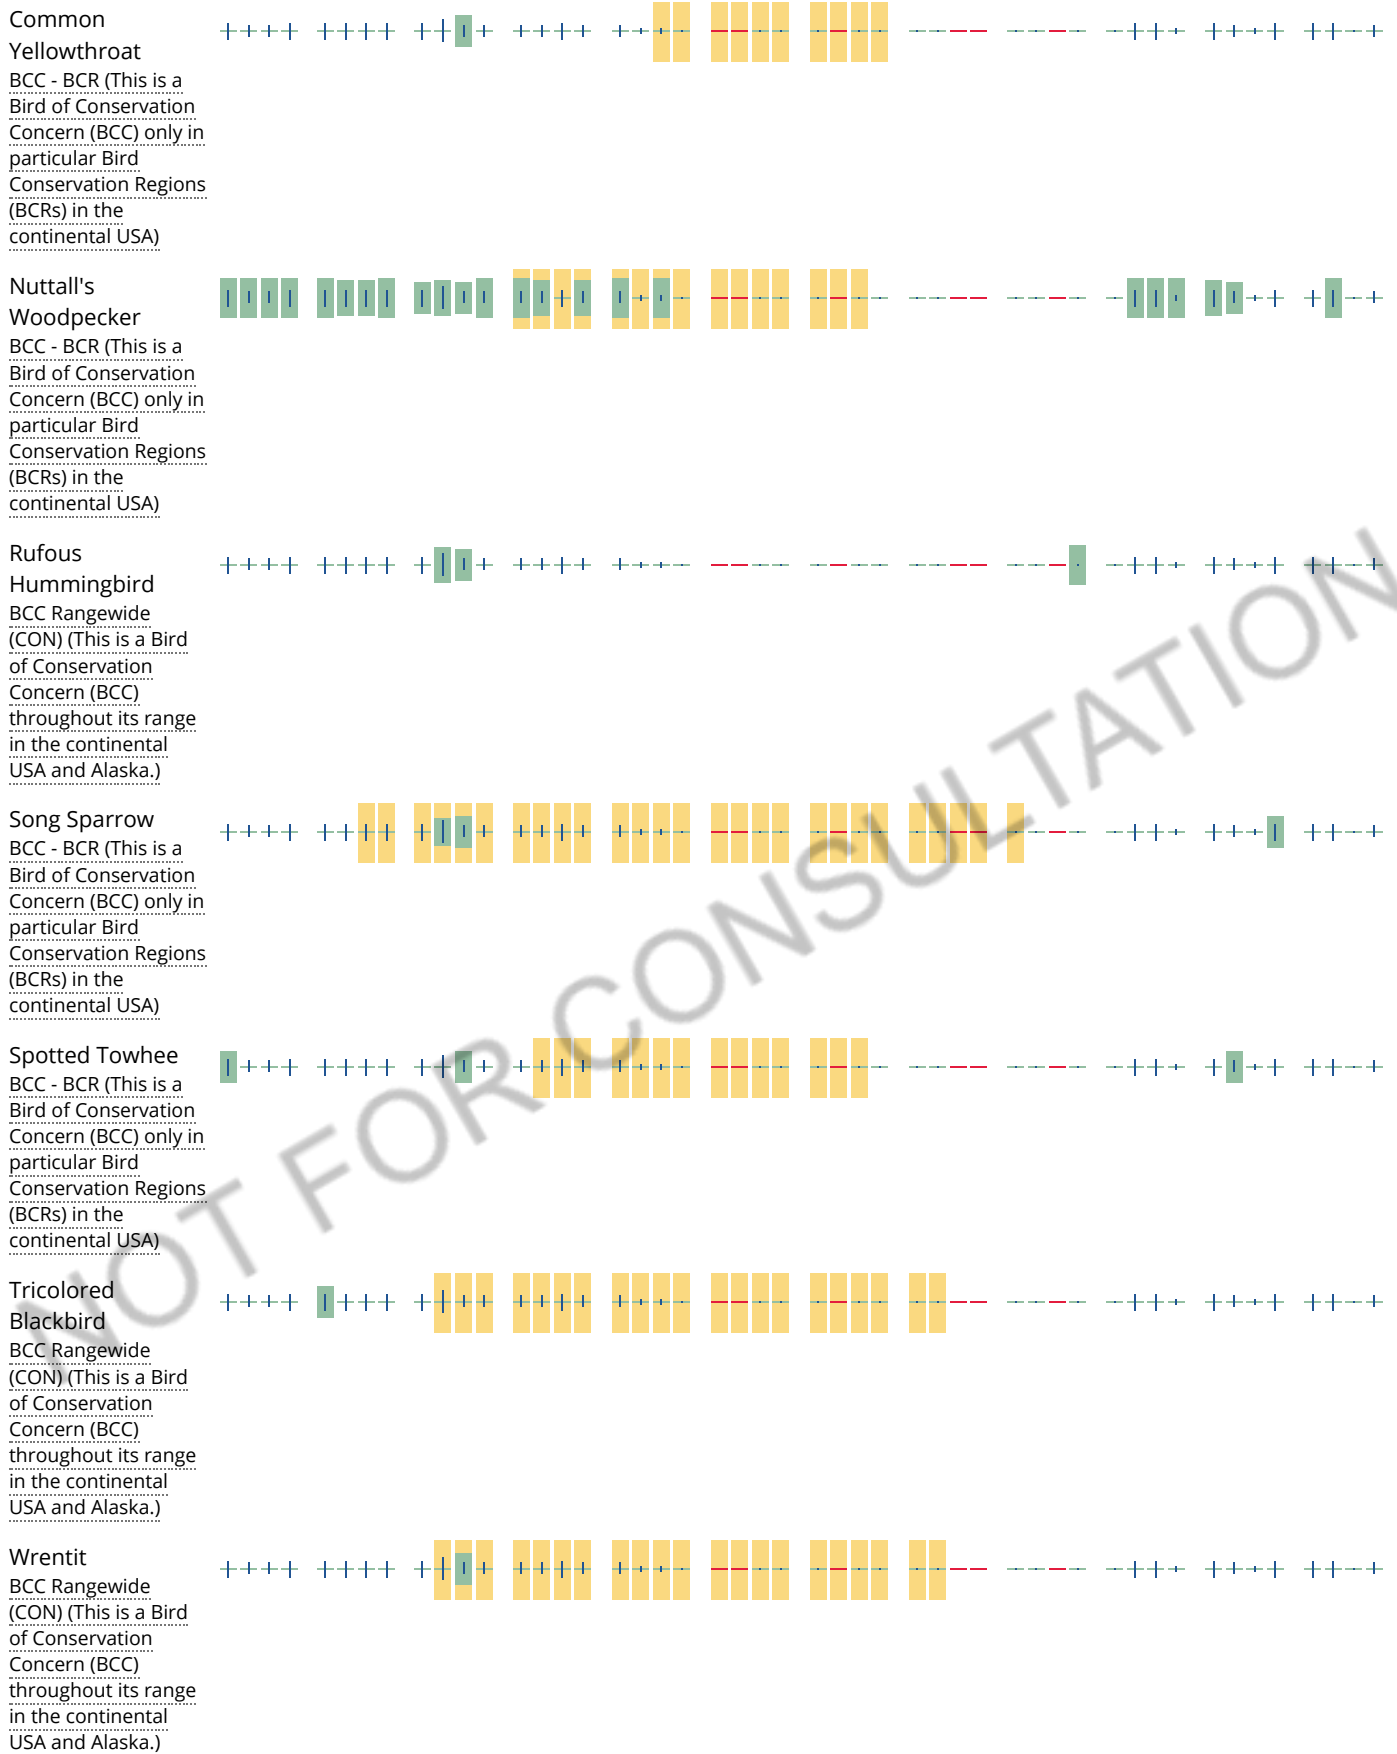 Common
Yellowthroat
BCC - BCR (This is a
Bird of Conservation
Concern (BCC) only in
particular Bird
Conservation Regions
(BCRs) in the
continental USA)
Nuttall's
Woodpecker
BCC - BCR (This is a
Bird of Conservation
Concern (BCC) only in
particular Bird
Conservation Regions
(BCRs) in the
continental USA)
Rufous
Hummingbird
BCC Rangewide
(CON) (This is a Bird
of Conservation
Concern (BCC)
throughout its range
in the continental
USA and Alaska.)
Song Sparrow
BCC - BCR (This is a
Bird of Conservation
Concern (BCC) only in
particular Bird
Conservation Regions
(BCRs) in the
continental USA)
Spotted Towhee
BCC - BCR (This is a
Bird of Conservation
Concern (BCC) only in
particular Bird
Conservation Regions
(BCRs) in the
continental USA)
Tricolored
Blackbird
BCC Rangewide
(CON) (This is a Bird
of Conservation
Concern (BCC)
throughout its range
in the continental
USA and Alaska.)
Wrentit
BCC Rangewide
(CON) (This is a Bird
of Conservation
Concern (BCC)
throughout its range
in the continental
USA and Alaska.)
NOT FOR CONSULTATION